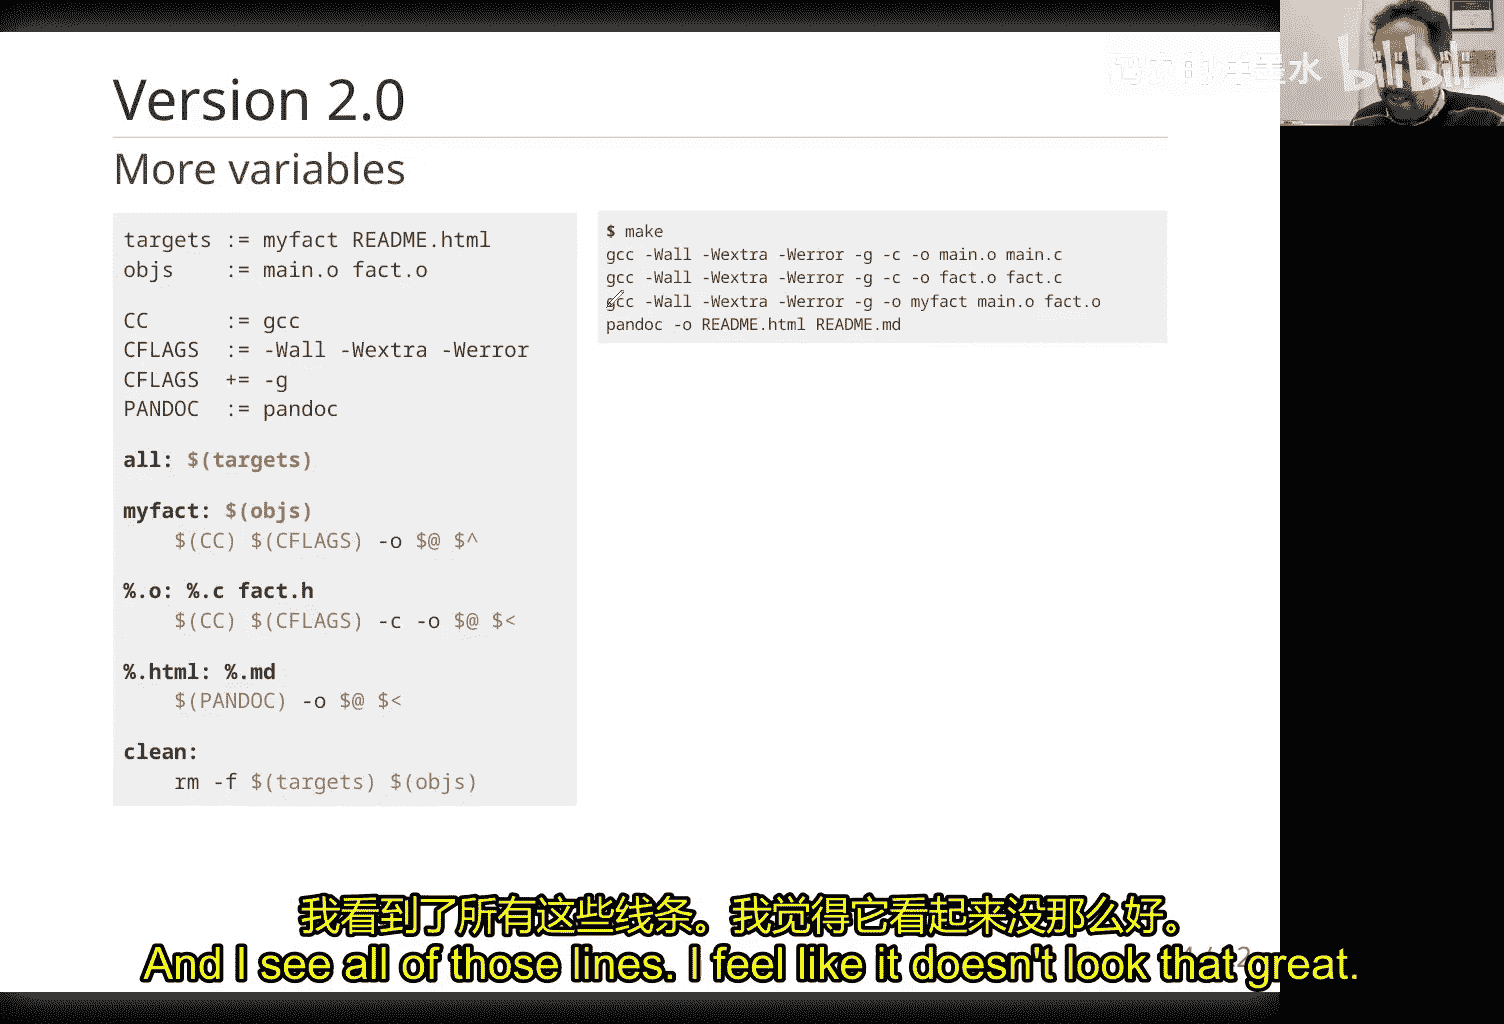 Version 2.0
More variables
targets := myfact README.html
objs    := main.o fact.o
CC      := gcc
CFLAGS  := -Wall -Wextra -Werror
CFLAGS  += -g
PANDOC  := pandoc
all: $(targets)
myfact: $(objs)
    $(CC) $(CFLAGS) -o $@ $^
%.o: %.c fact.h
    $(CC) $(CFLAGS) -c -o $@ $<
%.html: %.md
    $(PANDOC) -o $@ $<
clean:
    rm -f $(targets) $(objs)
$ make
gcc -Wall -Wextra -Werror -g -c -o main.o main.c
gcc -Wall -Wextra -Werror -g -c -o fact.o fact.c
gcc -Wall -Wextra -Werror -g -o myfact main.o fact.o
pandoc -o README.html README.md
bilibili
我看到了所有这些线条。我觉得它看起来没那么好。
And I see all of those lines. I feel like it doesn't look that great.